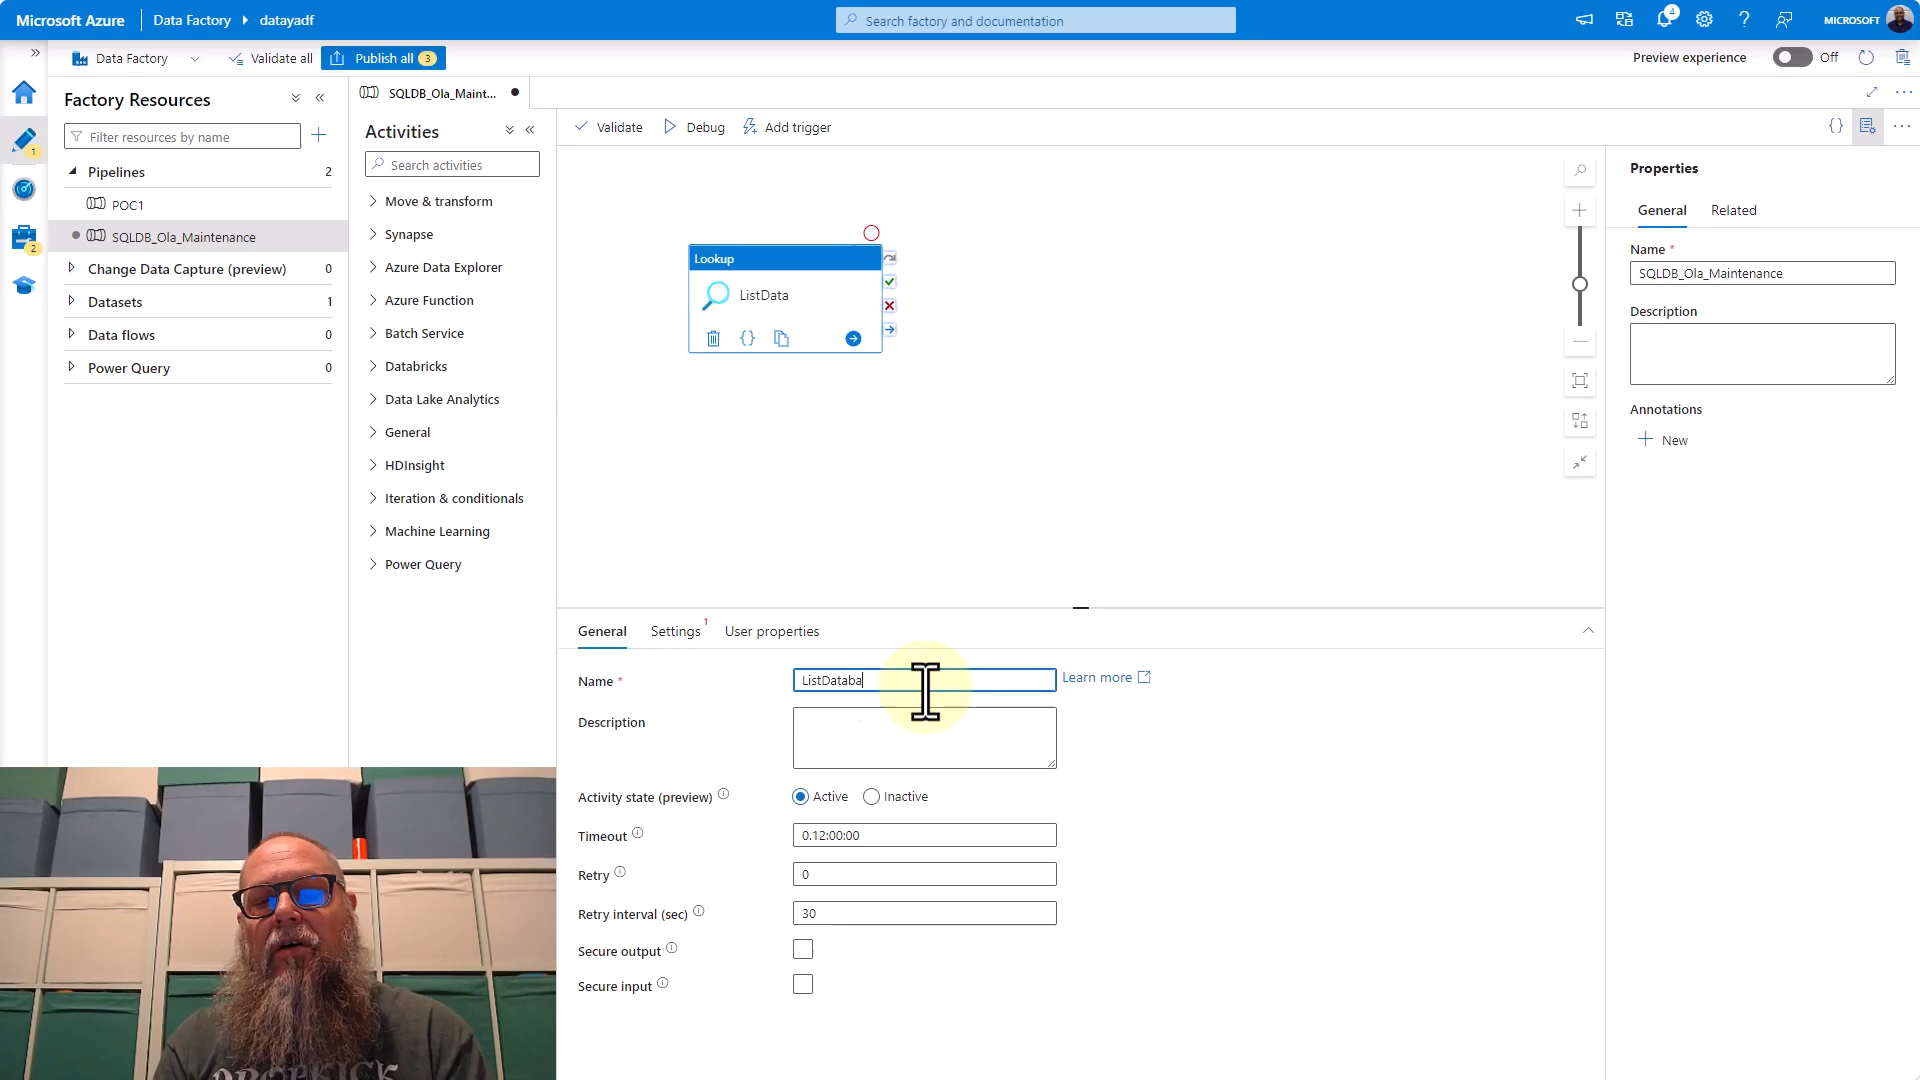 Microsoft Azure
Data Factory
datayadf
Search factory and documentation
4
MICROSOFT
Data Factory
Validate all
Publish all 3
Preview experience
Off
1
2
Factory Resources
Filter resources by name
Pipelines 2
POC1
SQLDB_Ola_Maintenance
Change Data Capture (preview) 0
Datasets 1
Data flows 0
Power Query 0
SQLDB_Ola_Maint...
Activities
Search activities
Move & transform
Synapse
Azure Data Explorer
Azure Function
Batch Service
Databricks
Data Lake Analytics
General
HDInsight
Iteration & conditionals
Machine Learning
Power Query
Validate
Debug
Add trigger
Lookup
ListData
General
Settings 1
User properties
Name *
ListDataba
Learn more
Description
Activity state (preview)
Active
Inactive
Timeout
0.12:00:00
Retry
0
Retry interval (sec)
30
Secure output
Secure input
Properties
General
Related
Name *
SQLDB_Ola_Maintenance
Description
Annotations
New
DROPKICK